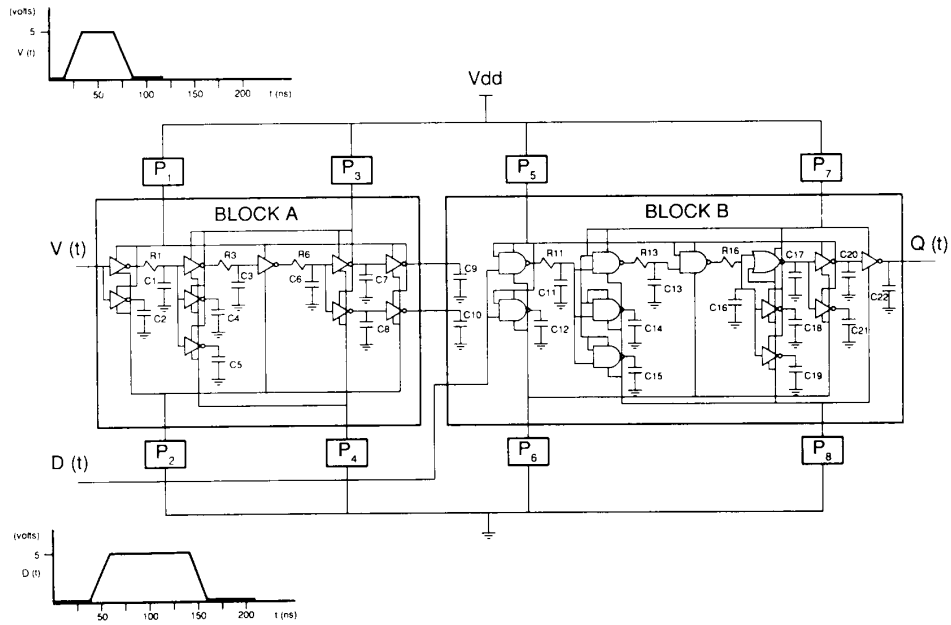 (volts)
5
V (t)
50 100 150 200 t (ns)
Vdd
P1 P3 P5 P7
BLOCK A BLOCK B
V (t) Q (t)
R1 R3 R6 R11 R13 R16 C17 C20
C1 C3 C6 C7 C9 C11 C13 C22
C2 C4 C8 C10 C12 C14 C16 C18 C21
C5 C15 C19
P2 P4 P6 P8
D (t)
(volts)
5
D (t)
50 100 150 200 t (ns)